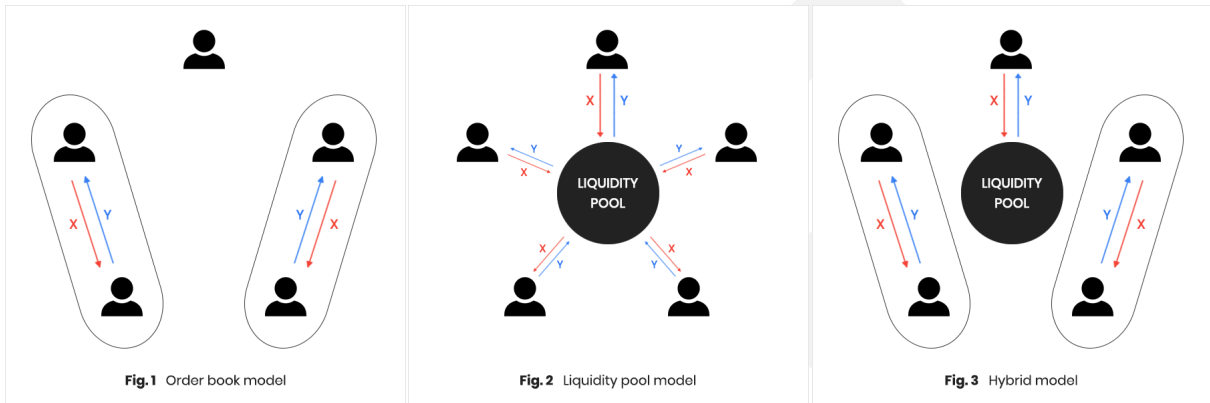 X
Y
Y
X
Fig. 1 Order book model
X
Y
Y
X
Y
X
LIQUIDITY
POOL
X
Y
X
Y
Fig. 2 Liquidity pool model
X
Y
LIQUIDITY
POOL
X
Y
Y
X
Fig. 3 Hybrid model